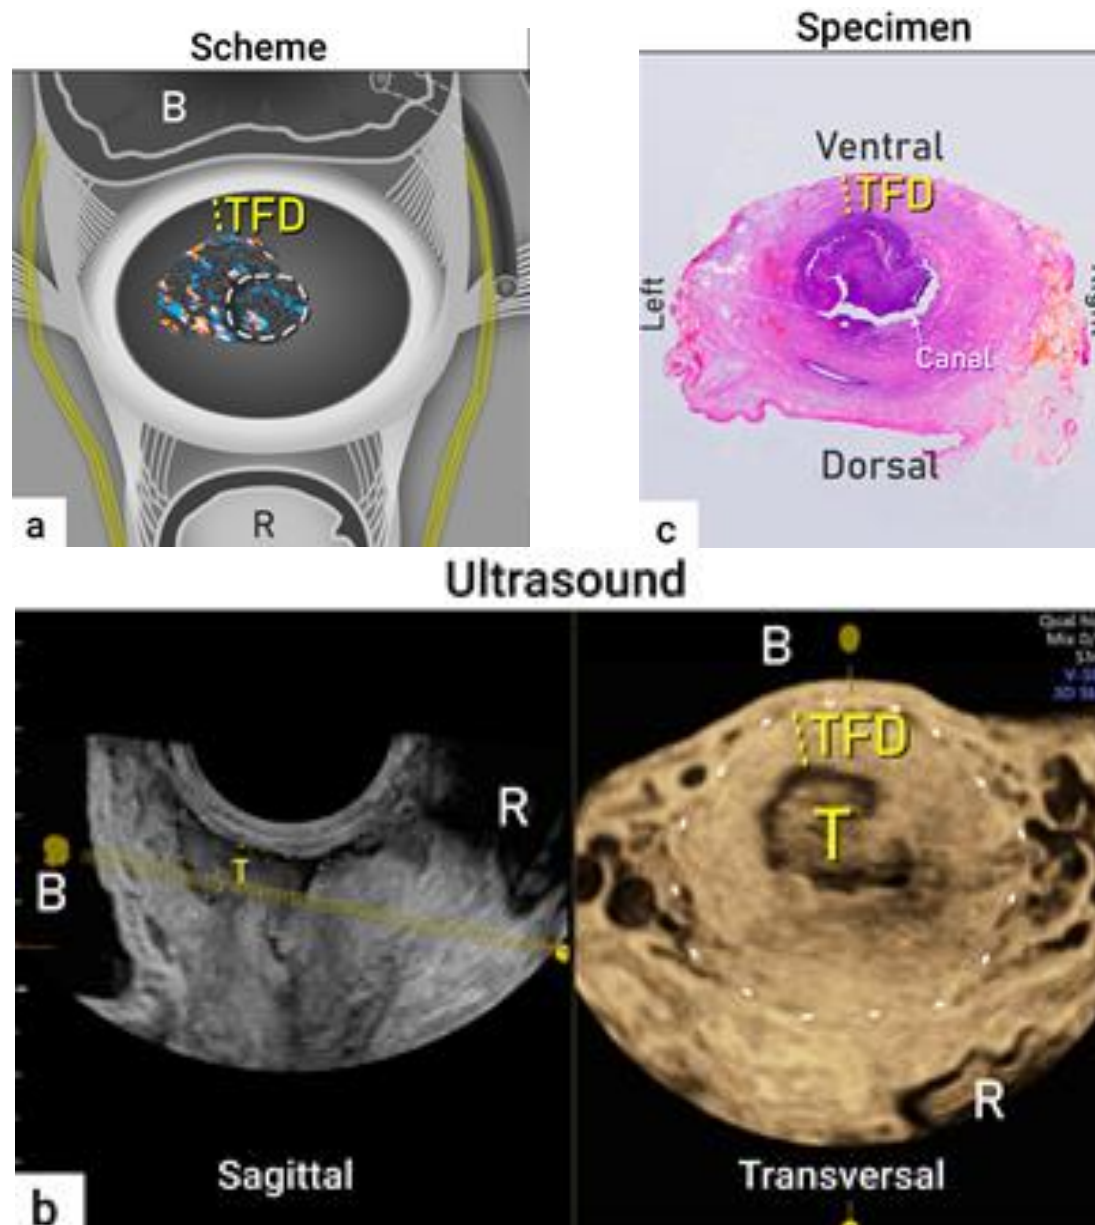 Scheme
B
TFD
R
a
Specimen
Ventral
TFD
Left
Canal
Dorsal
c
Ultrasound
B
TFD
T
R
B
T
R
Sagittal
Transversal
b